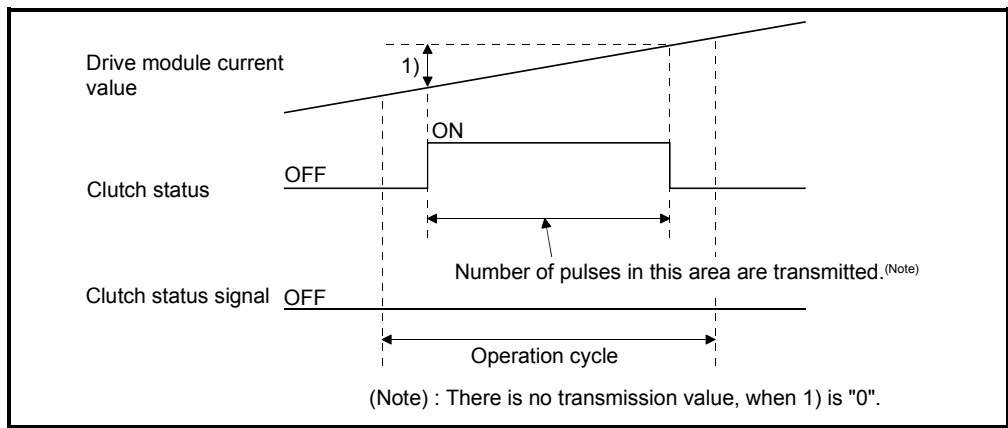 Drive module current
value
1)
ON
OFF
Clutch status
Number of pulses in this area are transmitted.(Note)
Clutch status signal OFF
Operation cycle
(Note) : There is no transmission value, when 1) is "0".